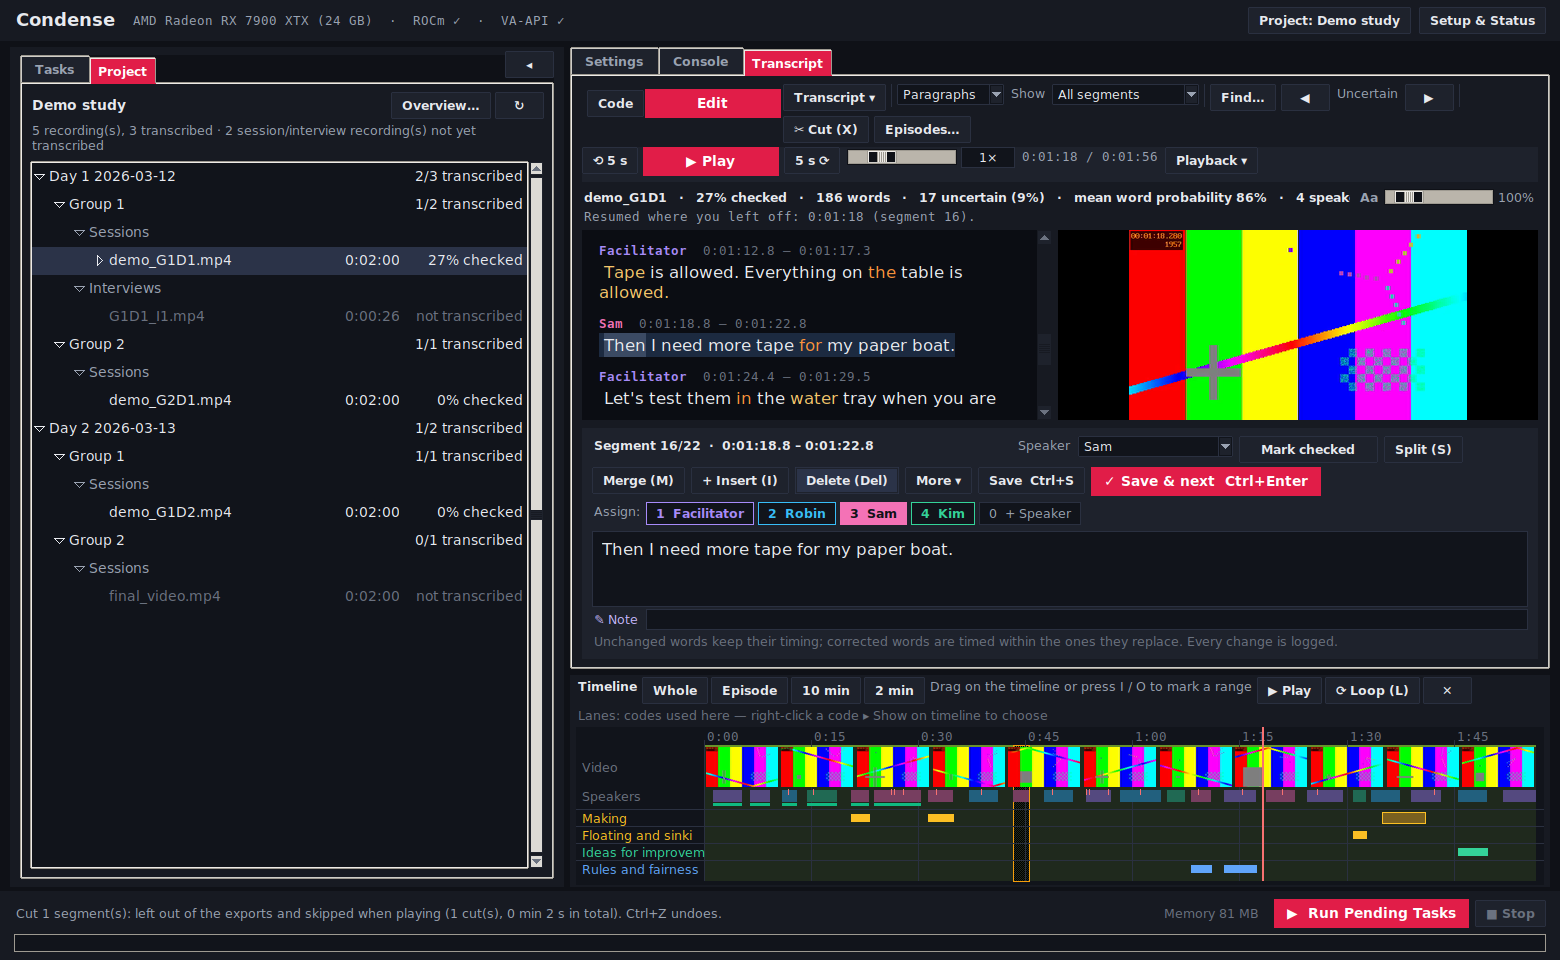 Condense AMD Radeon RX 7900 XTX (24 GB) · ROCm ✓ · VA-API ✓ Project: Demo study Setup & Status
Tasks Project ◂
Demo study Overview... ↻
5 recording(s), 3 transcribed · 2 session/interview recording(s) not yet
transcribed
Day 1 2026-03-12 2/3 transcribed
Group 1 1/2 transcribed
Sessions
demo_G1D1.mp4 0:02:00 27% checked
Interviews
G1D1_I1.mp4 0:00:26 not transcribed
Group 2 1/1 transcribed
Sessions
demo_G2D1.mp4 0:02:00 0% checked
Day 2 2026-03-13 1/2 transcribed
Group 1 1/1 transcribed
Sessions
demo_G1D2.mp4 0:02:00 0% checked
Group 2 0/1 transcribed
Sessions
final_video.mp4 0:02:00 not transcribed
Settings Console Transcript
Code Edit Transcript ▾ Paragraphs Show All segments Find... ◀ Uncertain ▶
✂ Cut (X) Episodes...
⟲ 5 s ▶ Play 5 s ⟳ 1× 0:01:18 / 0:01:56 Playback ▾
demo_G1D1 · 27% checked · 186 words · 17 uncertain (9%) · mean word probability 86% · 4 speak Aa 100%
Resumed where you left off: 0:01:18 (segment 16).
Facilitator 0:01:12.8 – 0:01:17.3
Tape is allowed. Everything on the table is
allowed.
Sam 0:01:18.8 – 0:01:22.8
Then I need more tape for my paper boat.
Facilitator 0:01:24.4 – 0:01:29.5
Let's test them in the water tray when you are
00:01:18.280
1957
Segment 16/22 · 0:01:18.8 – 0:01:22.8 Speaker Sam Mark checked Split (S)
Merge (M) + Insert (I) Delete (Del) More ▾ Save Ctrl+S ✓ Save & next Ctrl+Enter
Assign: 1 Facilitator 2 Robin 3 Sam 4 Kim 0 + Speaker
Then I need more tape for my paper boat.
✎ Note
Unchanged words keep their timing; corrected words are timed within the ones they replace. Every change is logged.
Timeline Whole Episode 10 min 2 min Drag on the timeline or press I / O to mark a range ▶ Play ⟳ Loop (L) ✕
Lanes: codes used here — right-click a code ▸ Show on timeline to choose
0:00 0:15 0:30 0:45 1:00 1:15 1:30 1:45
Video
Speakers
Making
Floating and sinki
Ideas for improvem
Rules and fairness
Cut 1 segment(s): left out of the exports and skipped when playing (1 cut(s), 0 min 2 s in total). Ctrl+Z undoes. Memory 81 MB ▶ Run Pending Tasks ■ Stop